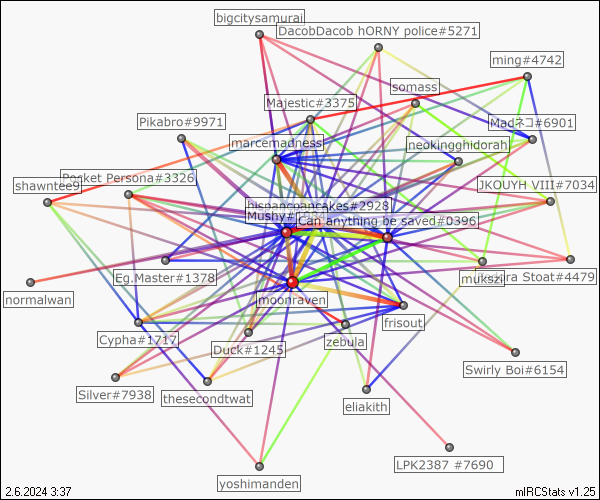 bigcitysamurai
DacobDacob hORNY police#5271
ming#4742
somass
Majestic#3375
Pikabro#9971
Madネコ#6901
marcemadness
neokingghidorah
Pocket Persona#3326
shawntee9
JKOUYH VIII#7034
hispancpancakes#2928
Can anything be saved#0396
Eg.Master#1378
mukszi
Stoat#4479
normalwan
moonraven
frisout
Cypha#1717
zebula
Duck#1245
Swirly Boi#6154
Silver#7938
thesecondtwat
eliakith
LPK2387 #7690
yoshimanden
2.6.2024 3:37
mIRCStats v1.25